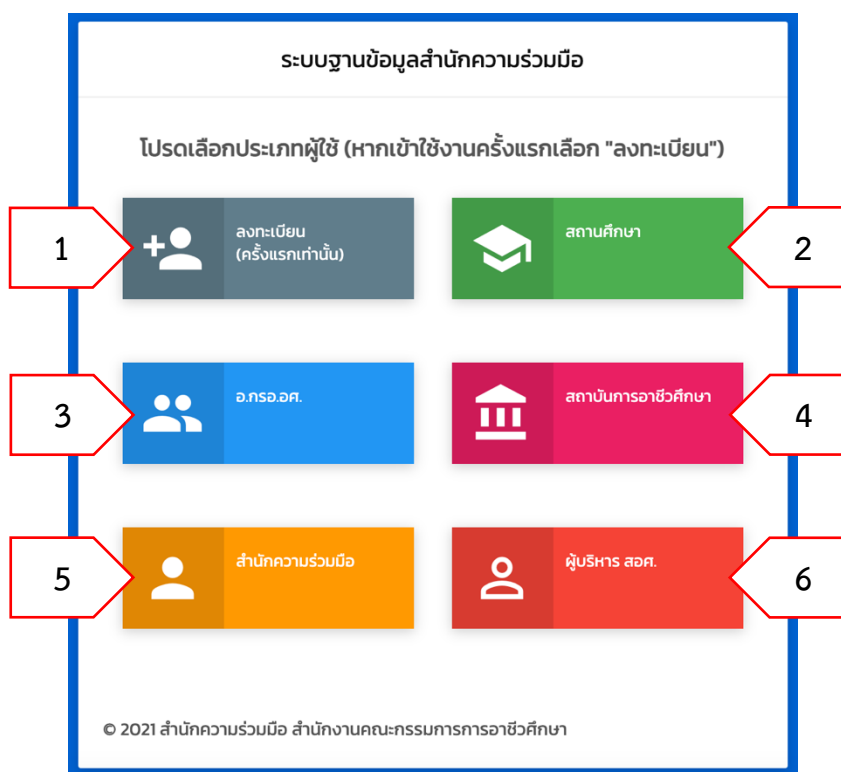 ระบบฐานข้อมูลสำนักความร่วมมือ
โปรดเลือกประเภทผู้ใช้ (หากเข้าใช้งานครั้งแรกเลือก "ลงทะเบียน")
1
ลงทะเบียน
(ครั้งแรกเท่านั้น)
สถานศึกษา
2
3
อ.กรอ.อศ.
สถาบันการอาชีวศึกษา
4
5
สำนักความร่วมมือ
ผู้บริหาร สอศ.
6
© 2021 สำนักความร่วมมือ สำนักงานคณะกรรมการการอาชีวศึกษา